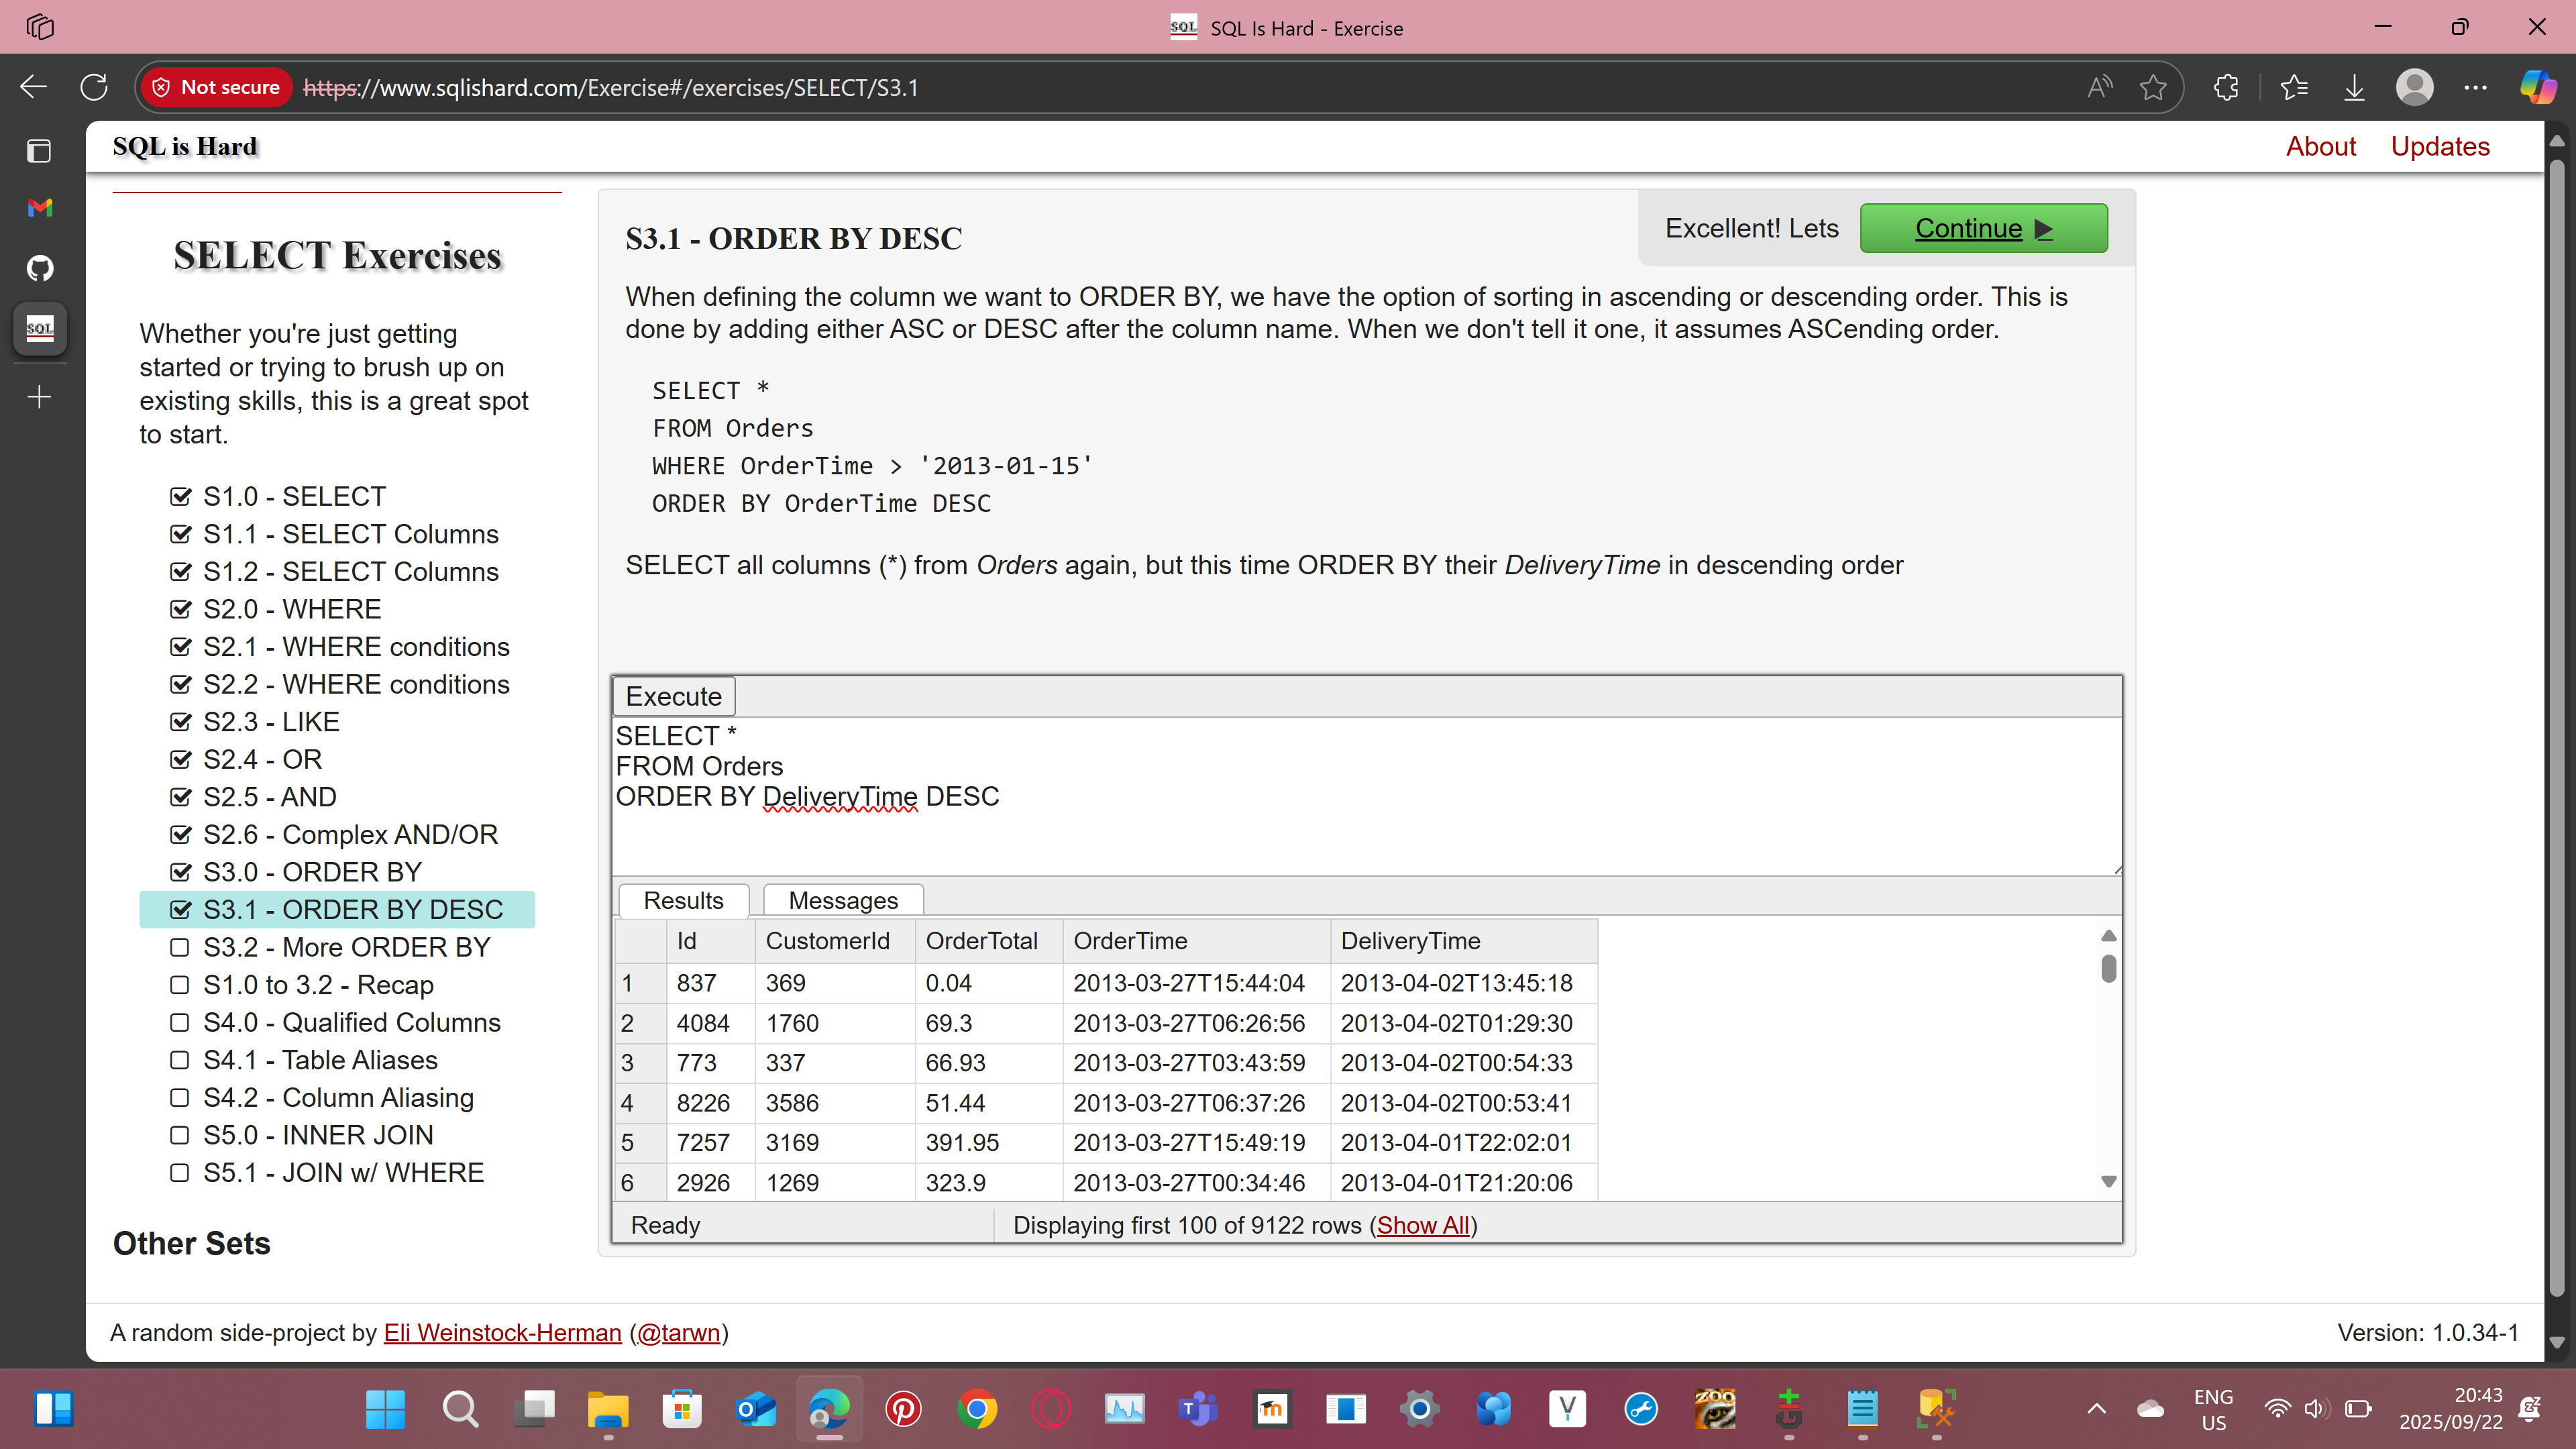 SQL Is Hard - Exercise
Not secure
https://www.sqlishard.com/Exercise#/exercises/SELECT/S3.1
SQL is Hard
About
Updates
SELECT Exercises
Whether you're just getting
started or trying to brush up on
existing skills, this is a great spot
to start.
S1.0 - SELECT
S1.1 - SELECT Columns
S1.2 - SELECT Columns
S2.0 - WHERE
S2.1 - WHERE conditions
S2.2 - WHERE conditions
S2.3 - LIKE
S2.4 - OR
S2.5 - AND
S2.6 - Complex AND/OR
S3.0 - ORDER BY
S3.1 - ORDER BY DESC
S3.2 - More ORDER BY
S1.0 to 3.2 - Recap
S4.0 - Qualified Columns
S4.1 - Table Aliases
S4.2 - Column Aliasing
S5.0 - INNER JOIN
S5.1 - JOIN w/ WHERE
Other Sets
S3.1 - ORDER BY DESC
Excellent! Lets
Continue
When defining the column we want to ORDER BY, we have the option of sorting in ascending or descending order. This is
done by adding either ASC or DESC after the column name. When we don't tell it one, it assumes ASCending order.
SELECT *
FROM Orders
WHERE OrderTime > '2013-01-15'
ORDER BY OrderTime DESC
SELECT all columns (*) from Orders again, but this time ORDER BY their DeliveryTime in descending order
Execute
SELECT *
FROM Orders
ORDER BY DeliveryTime DESC
Results
Messages
Id CustomerId OrderTotal OrderTime DeliveryTime
1 837 369 0.04 2013-03-27T15:44:04 2013-04-02T13:45:18
2 4084 1760 69.3 2013-03-27T06:26:56 2013-04-02T01:29:30
3 773 337 66.93 2013-03-27T03:43:59 2013-04-02T00:54:33
4 8226 3586 51.44 2013-03-27T06:37:26 2013-04-02T00:53:41
5 7257 3169 391.95 2013-03-27T15:49:19 2013-04-01T22:02:01
6 2926 1269 323.9 2013-03-27T00:34:46 2013-04-01T21:20:06
Ready
Displaying first 100 of 9122 rows (Show All)
A random side-project by Eli Weinstock-Herman (@tarwn)
Version: 1.0.34-1
ENG
US
20:43
2025/09/22